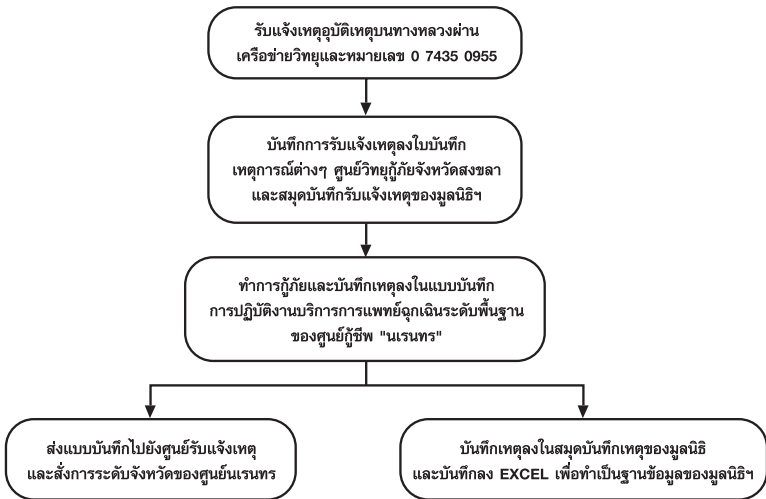 รับแจ้งเหตุอุบัติเหตุบนทางหลวงผ่าน
เครือข่ายวิทยุและหมายเลข 0 7435 0955
บันทึกการรับแจ้งเหตุลงใบบันทึก
เหตุการณ์ต่างๆ ศูนย์วิทยุกู้ภัยจังหวัดสงขลา
และสมุดบันทึกรับแจ้งเหตุของมูลนิธิฯ
ทำการกู้ภัยและบันทึกเหตุลงในแบบบันทึก
การปฏิบัติงานบริการการแพทย์ฉุกเฉินระดับพื้นฐาน
ของศูนย์กู้ชีพ "นเรนทร"
ส่งแบบบันทึกไปยังศูนย์รับแจ้งเหตุ
และสั่งการระดับจังหวัดของศูนย์นเรนทร
บันทึกเหตุลงในสมุดบันทึกเหตุของมูลนิธิ
และบันทึกลง EXCEL เพื่อทำเป็นฐานข้อมูลของมูลนิธิฯ